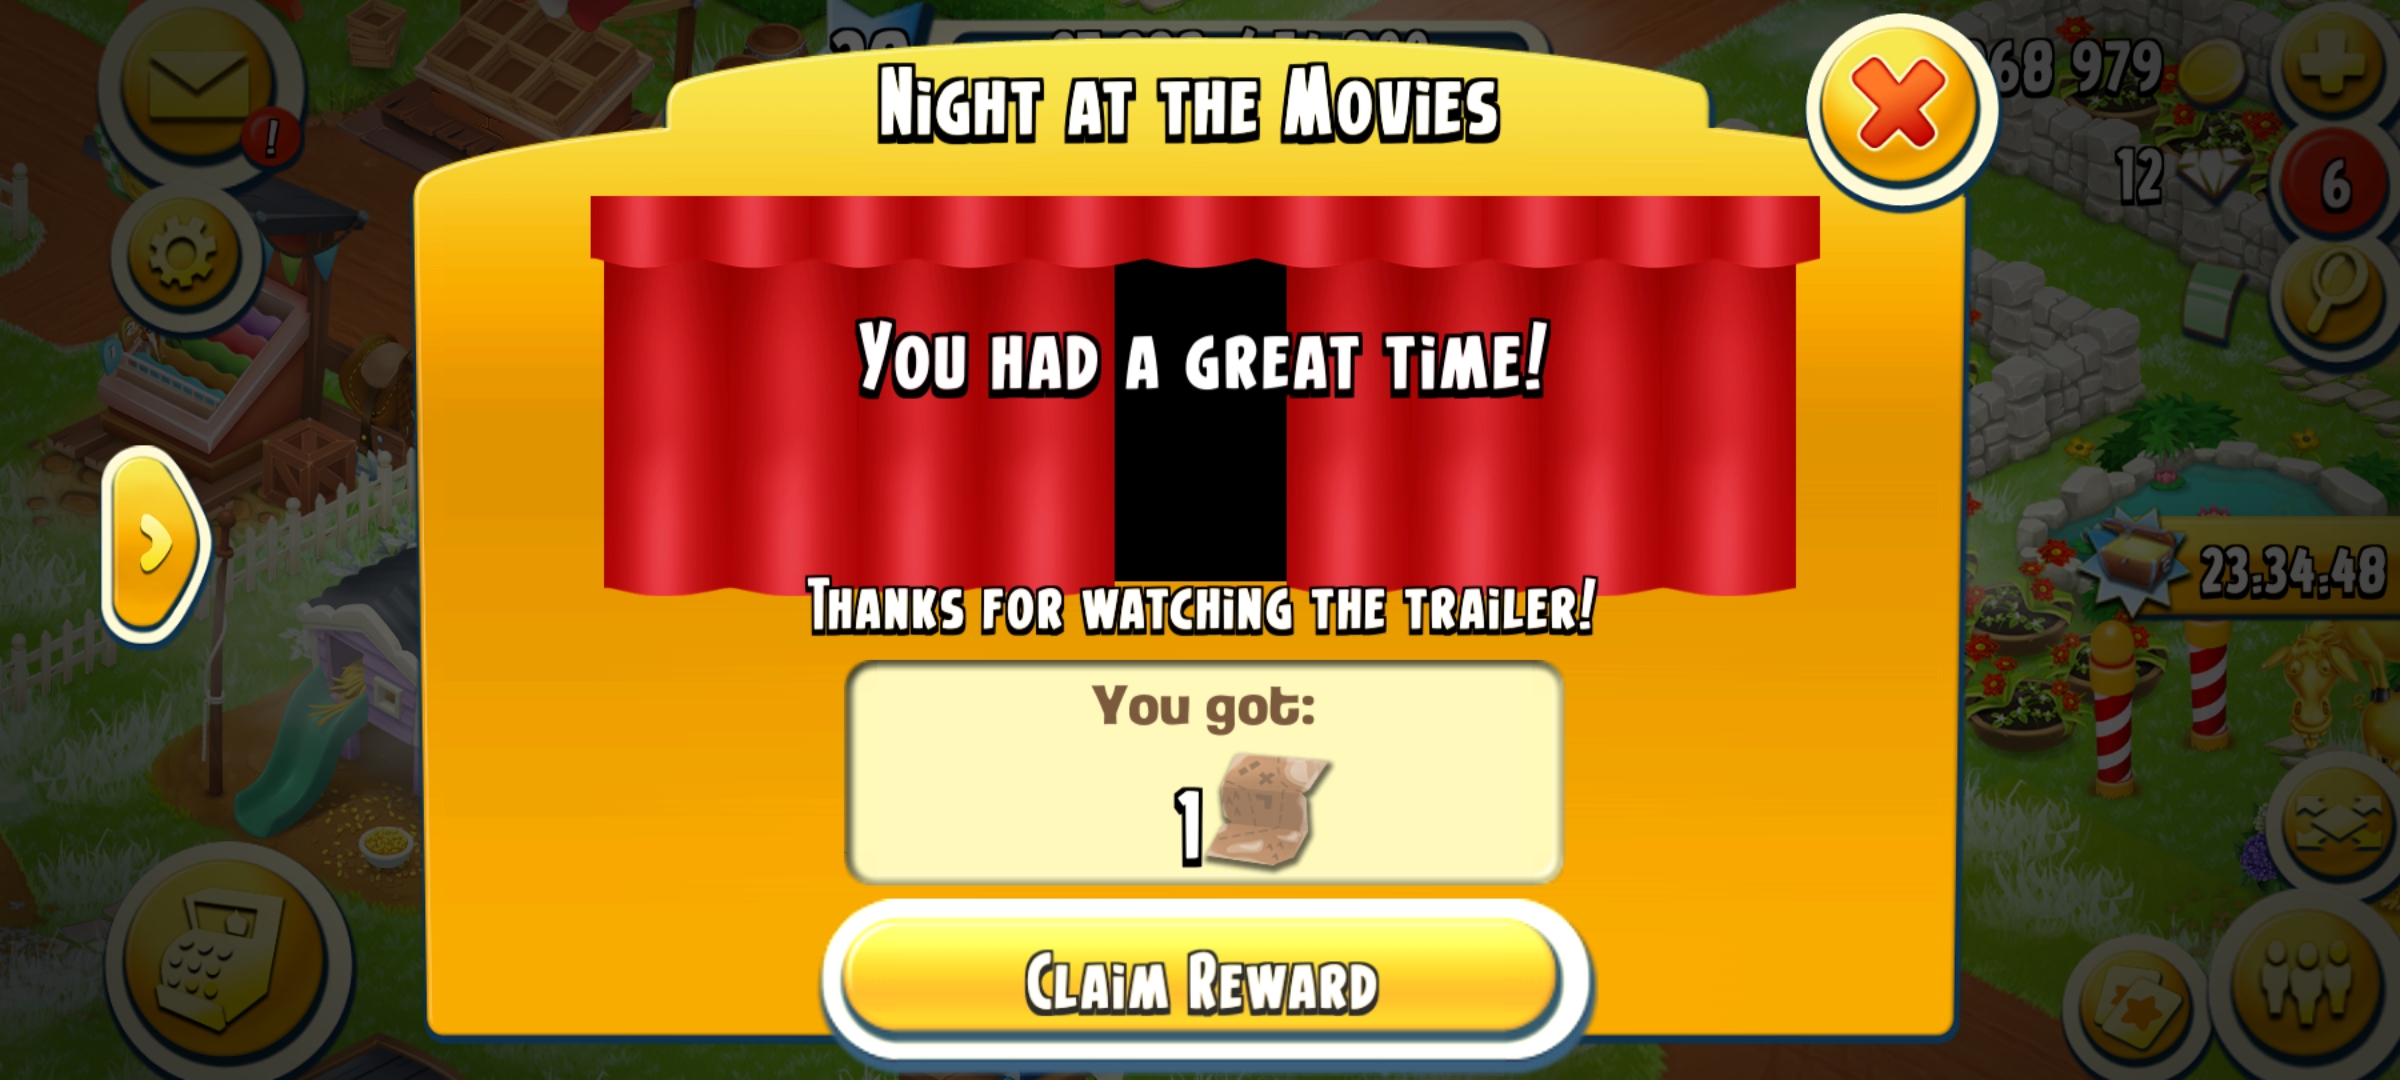 Night at the Movies
68 979
!
12
6
You had a great time!
23:34:48
Thanks for watching the trailer!
You got:
1
Claim Reward